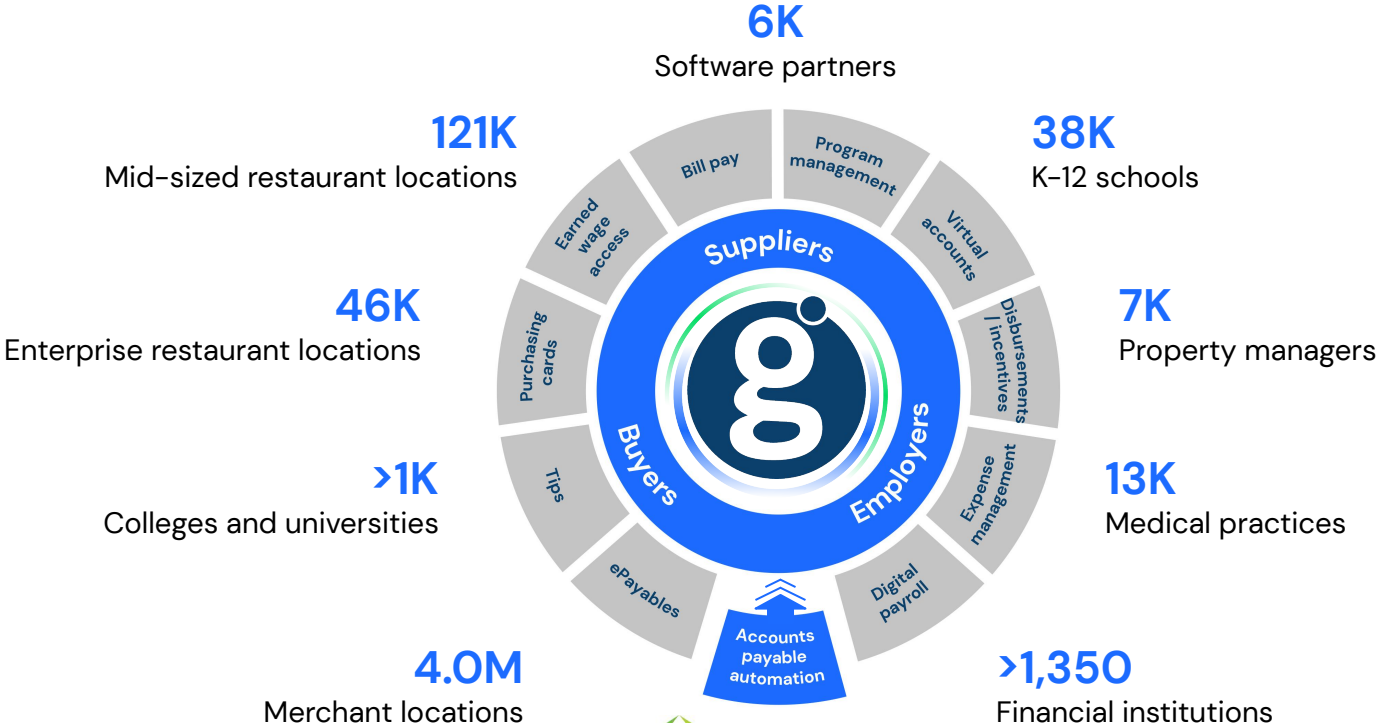 6K
Software partners
121K
Mid-sized restaurant locations
38K
K-12 schools
46K
Enterprise restaurant locations
7K
Property managers
>1K
Colleges and universities
13K
Medical practices
4.0M
Merchant locations
>1,350
Financial institutions
Bill pay
Program
management
Virtual
accounts
Disbursements
/ incentives
Expense
management
Digital
payroll
Accounts
payable
automation
ePayables
Tips
Purchasing
cards
Earned
wage
access
Suppliers
Buyers
Employers
g